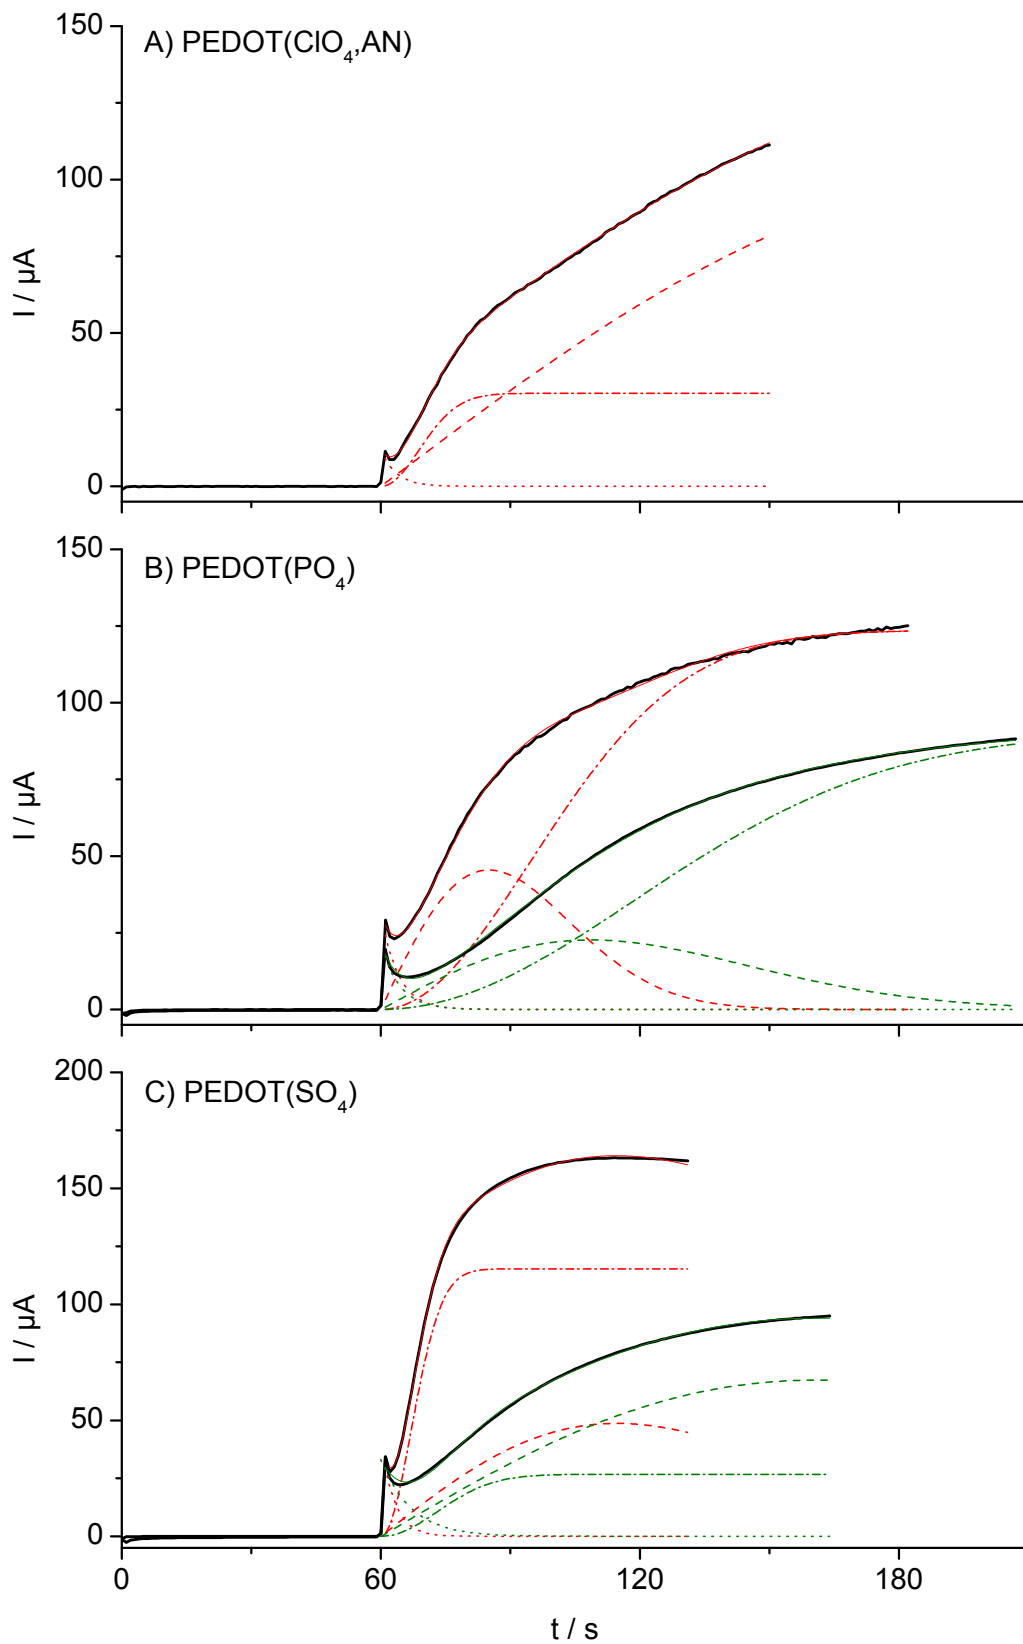 150
A) PEDOT(ClO₄,AN)
100
50
0
I / µA
150
B) PEDOT(PO₄)
100
50
0
I / µA
200
C) PEDOT(SO₄)
150
100
50
0
I / µA
0 60 120 180
t / s